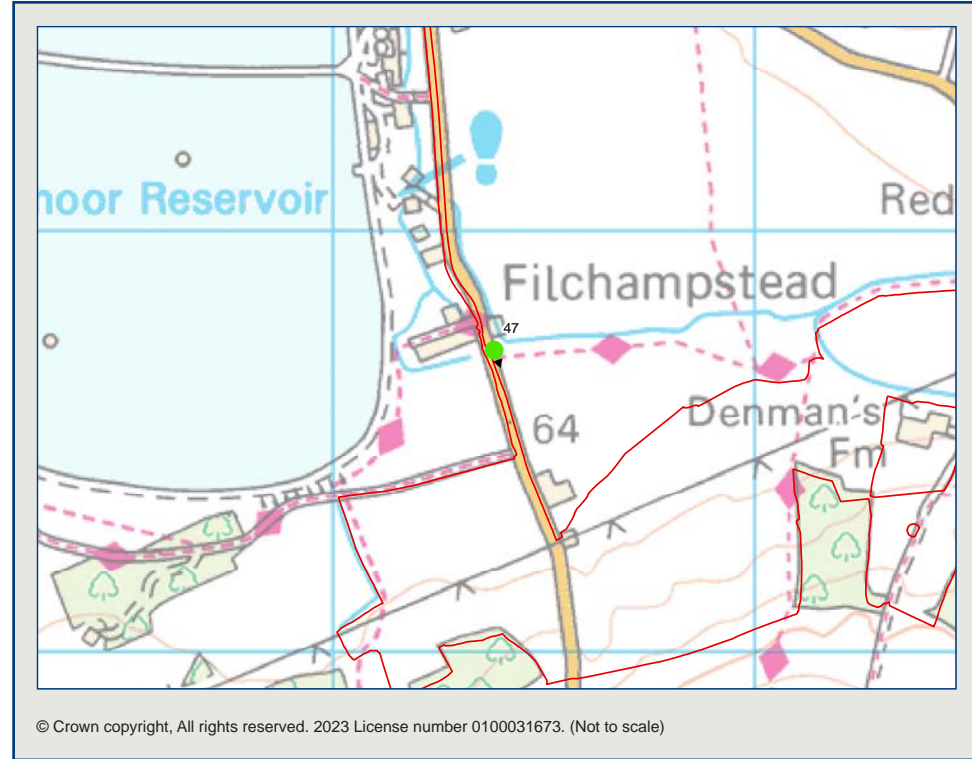 noor Reservoir
Red
Filchampstead
47
64
Denman's
Fm
© Crown copyright, All rights reserved. 2023 License number 0100031673. (Not to scale)